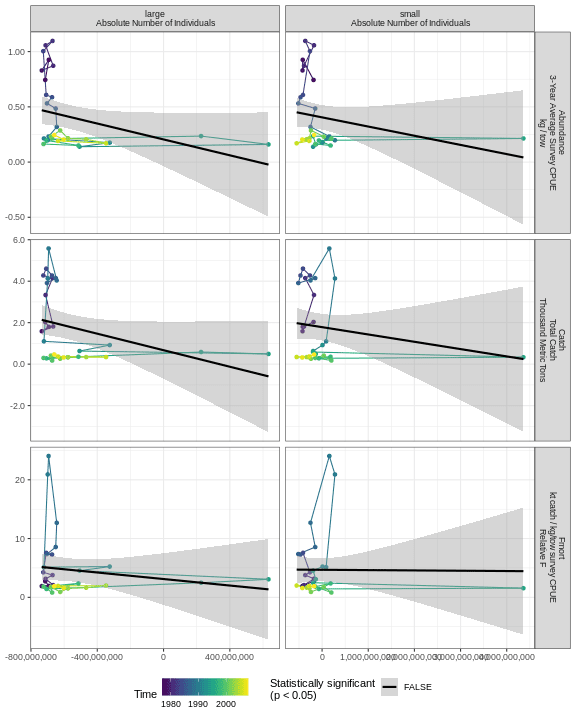 large
Absolute Number of Individuals
small
Absolute Number of Individuals
1.00
0.50
0.00
-0.50
Abundance
3-Year Average Survey CPUE
kg / tow
6.0
4.0
2.0
0.0
-2.0
Catch
Total Catch
Thousand Metric Tons
20
10
0
Fmort
kt catch / kg/tow survey CPUE
Relative F
-800,000,000
-400,000,000
0
400,000,000
0
1,000,000,000
2,000,000,000
3,000,000,000
4,000,000,000
Time
1980 1990 2000
Statistically significant
(p < 0.05)
FALSE